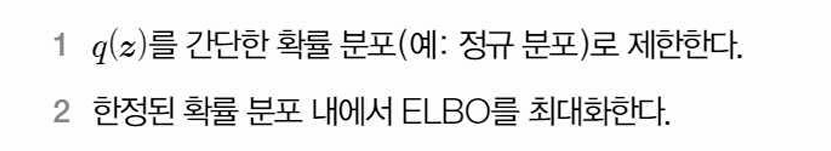 1 q(z)를 간단한 확률 분포(예: 정규 분포)로 제한한다.
2 한정된 확률 분포 내에서 ELBO를 최대화한다.